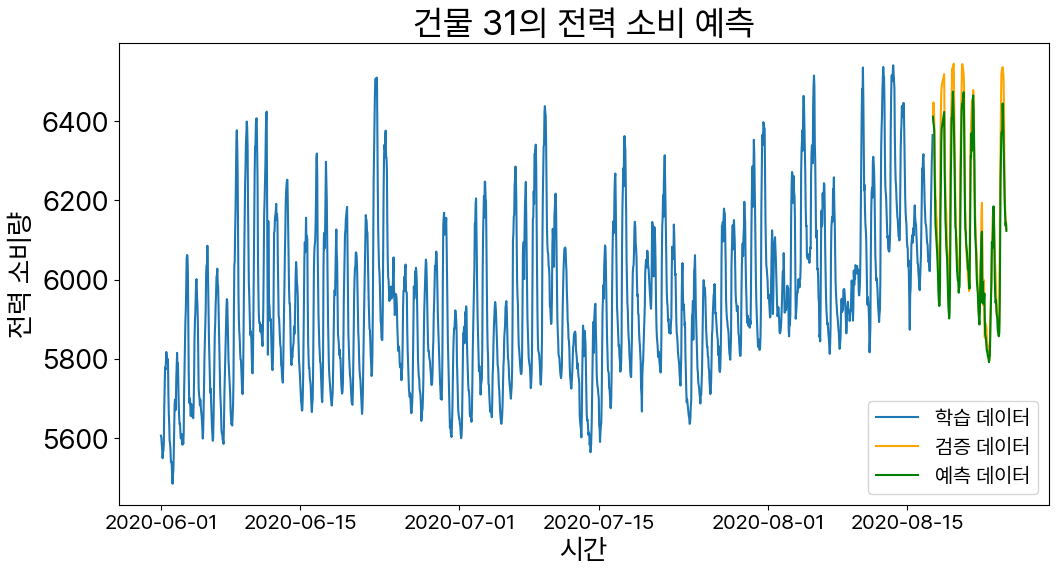 건물 31의 전력 소비 예측
전력 소비량
6400
6200
6000
5800
5600
학습 데이터
검증 데이터
예측 데이터
2020-06-01 2020-06-15 2020-07-01 2020-07-15 2020-08-01 2020-08-15
시간